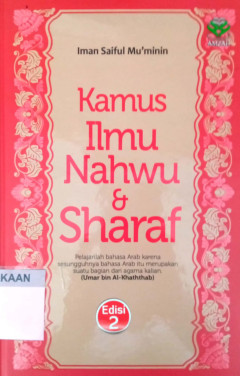 Iman Saiful Mu'minin
AMZAH
Kamus
Ilmu
Nahwu
&
Sharaf
Pelajarilah bahasa Arab karena
sesungguhnya bahasa Arab itu merupakan
suatu bagian dari agama kalian.
(Umar bin Al-Khaththab)
KAAN
Edisi
2